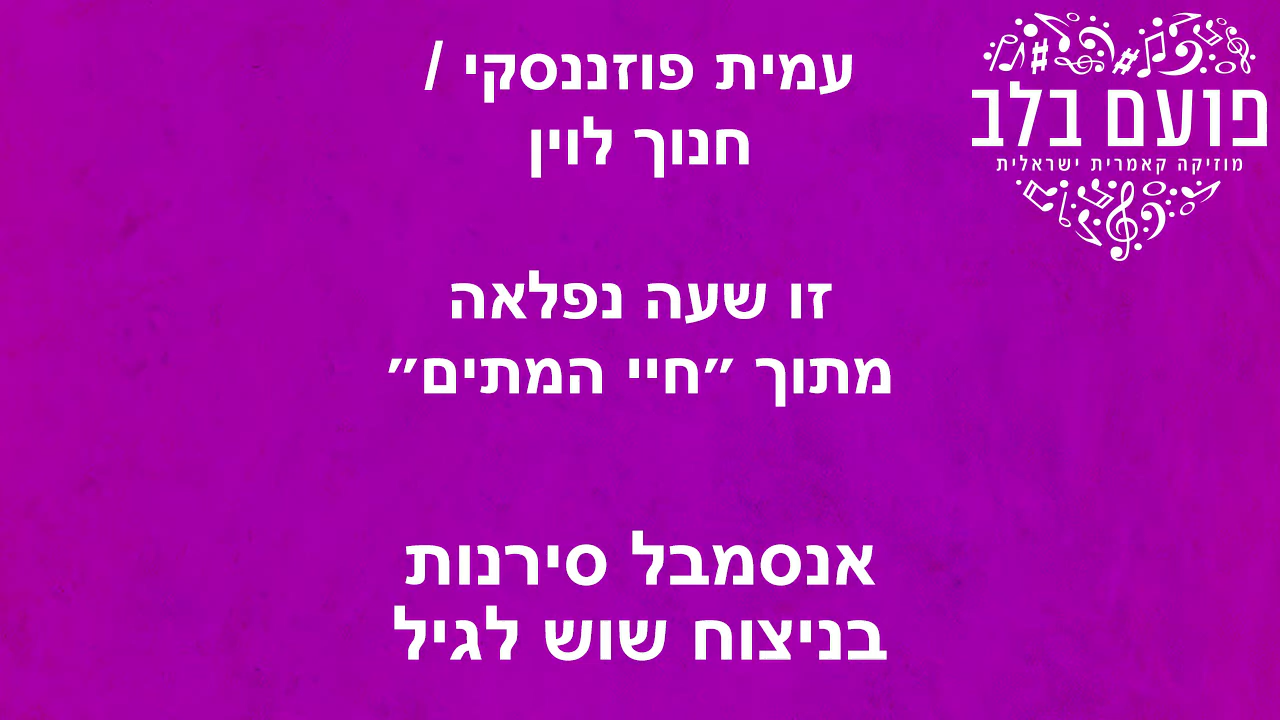 עמית פוזננסקי /
חנוך לוין
פועם בלב
מוזיקה קאמרית ישראלית
זו שעה נפלאה
מתוך ״חיי המתים״
אנסמבל סירנות
בניצוח שוש לגיל